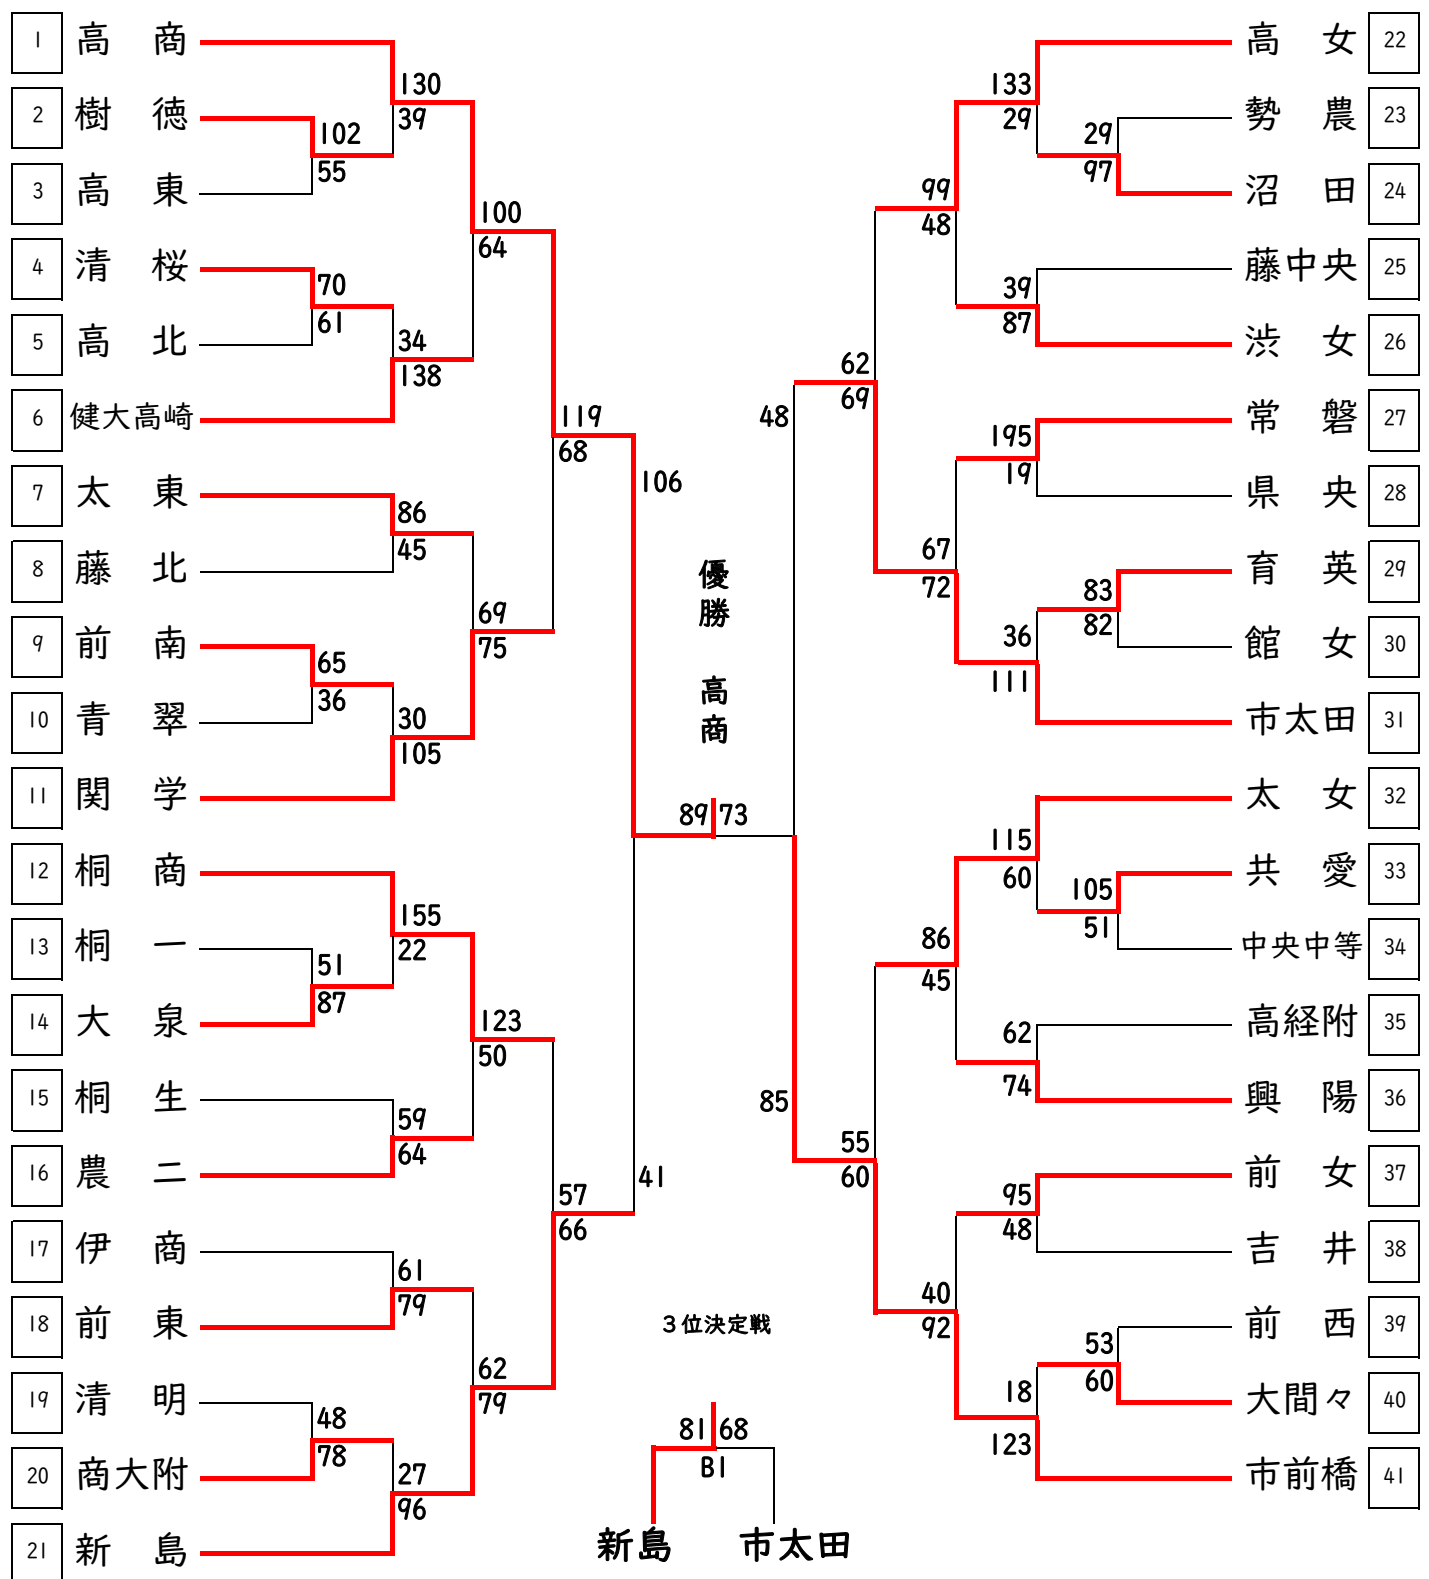 1 高 商
2 樹 徳
3 高 東
4 清 桜
5 高 北
6 健大高崎
7 太 東
8 藤 北
9 前 南
10 青 翠
11 関 学
12 桐 商
13 桐 一
14 大 泉
15 桐 生
16 農 二
17 伊 商
18 前 東
19 清 明
20 商大附
21 新 島
130
39
102
55
100
64
70
61
34
138
119
68
86
45
69
75
65
36
30
105
106
155
22
51
87
123
50
59
64
57
66
61
79
62
79
48
78
27
96
41
優勝 高商
89 73
48
85
3位決定戦
81 68
B1
新島 市太田
133
29
29
97
99
48
39
87
62
69
195
19
67
72
83
82
36
111
115
60
105
51
86
45
62
74
55
60
95
48
40
92
53
60
18
123
高 女 22
勢 農 23
沼 田 24
藤中央 25
渋 女 26
常 磐 27
県 央 28
育 英 29
館 女 30
市太田 31
太 女 32
共 愛 33
中央中等 34
高経附 35
興 陽 36
前 女 37
吉 井 38
前 西 39
大間々 40
市前橋 41